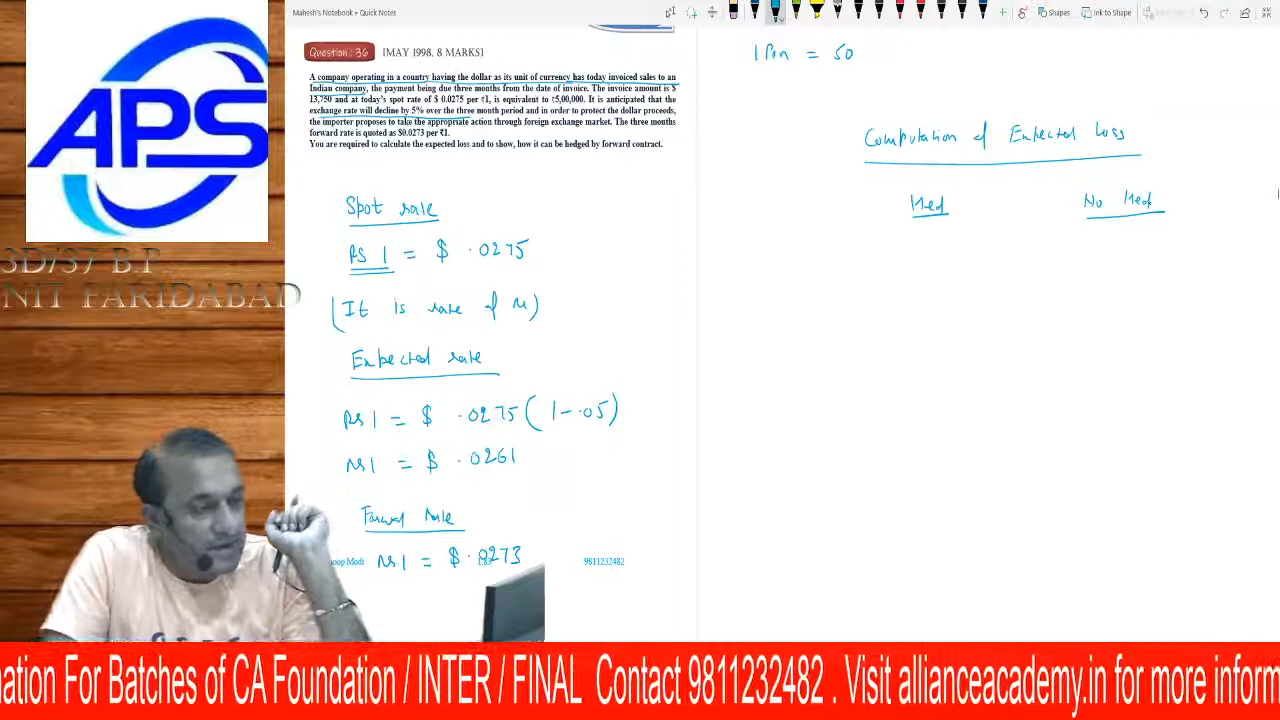 Mahesh's Notebook • Quick Notes
Shapes
Ink to Shape
APS
3D/37 B.P.
NIT FARIDABAD
Question : 36 [MAY 1998, 8 MARKS]
A company operating in a country having the dollar as its unit of currency has today invoiced sales to an
Indian company, the payment being due three months from the date of invoice. The invoice amount is $
13,750 and at today's spot rate of $ 0.0275 per ₹1, is equivalent to ₹5,00,000. It is anticipated that the
exchange rate will decline by 5% over the three month period and in order to protect the dollar proceeds,
the importer proposes to take the appropriate action through foreign exchange market. The three months
forward rate is quoted as $0.0273 per ₹1.
You are required to calculate the expected loss and to show, how it can be hedged by forward contract.
Spot rate
RS 1 = $ .0275
(It is rate of RS)
Expected rate
RS 1 = $ .0275 (1-.05)
RS 1 = $ .0261
Forward Rate
RS 1 = $ .0273
Modi
1.83
9811232482
= 50
Computation of Expected Loss
Hed
No Hed
mation For Batches of CA Foundation / INTER / FINAL Contact 9811232482 . Visit allianceacademy.in for more inform